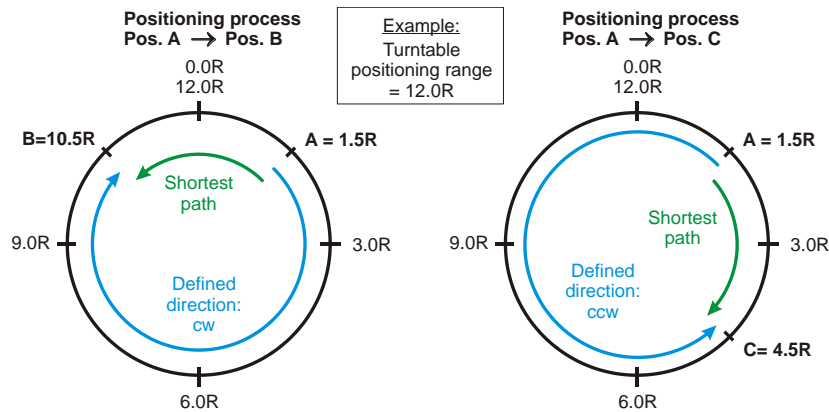 Positioning process
Pos. A → Pos. B
0.0R
12.0R
B=10.5R
A = 1.5R
Shortest
path
9.0R
3.0R
Defined
direction:
cw
6.0R
Example:
Turntable
positioning range
= 12.0R
Positioning process
Pos. A → Pos. C
0.0R
12.0R
A = 1.5R
Shortest
path
9.0R
3.0R
Defined
direction:
ccw
C= 4.5R
6.0R